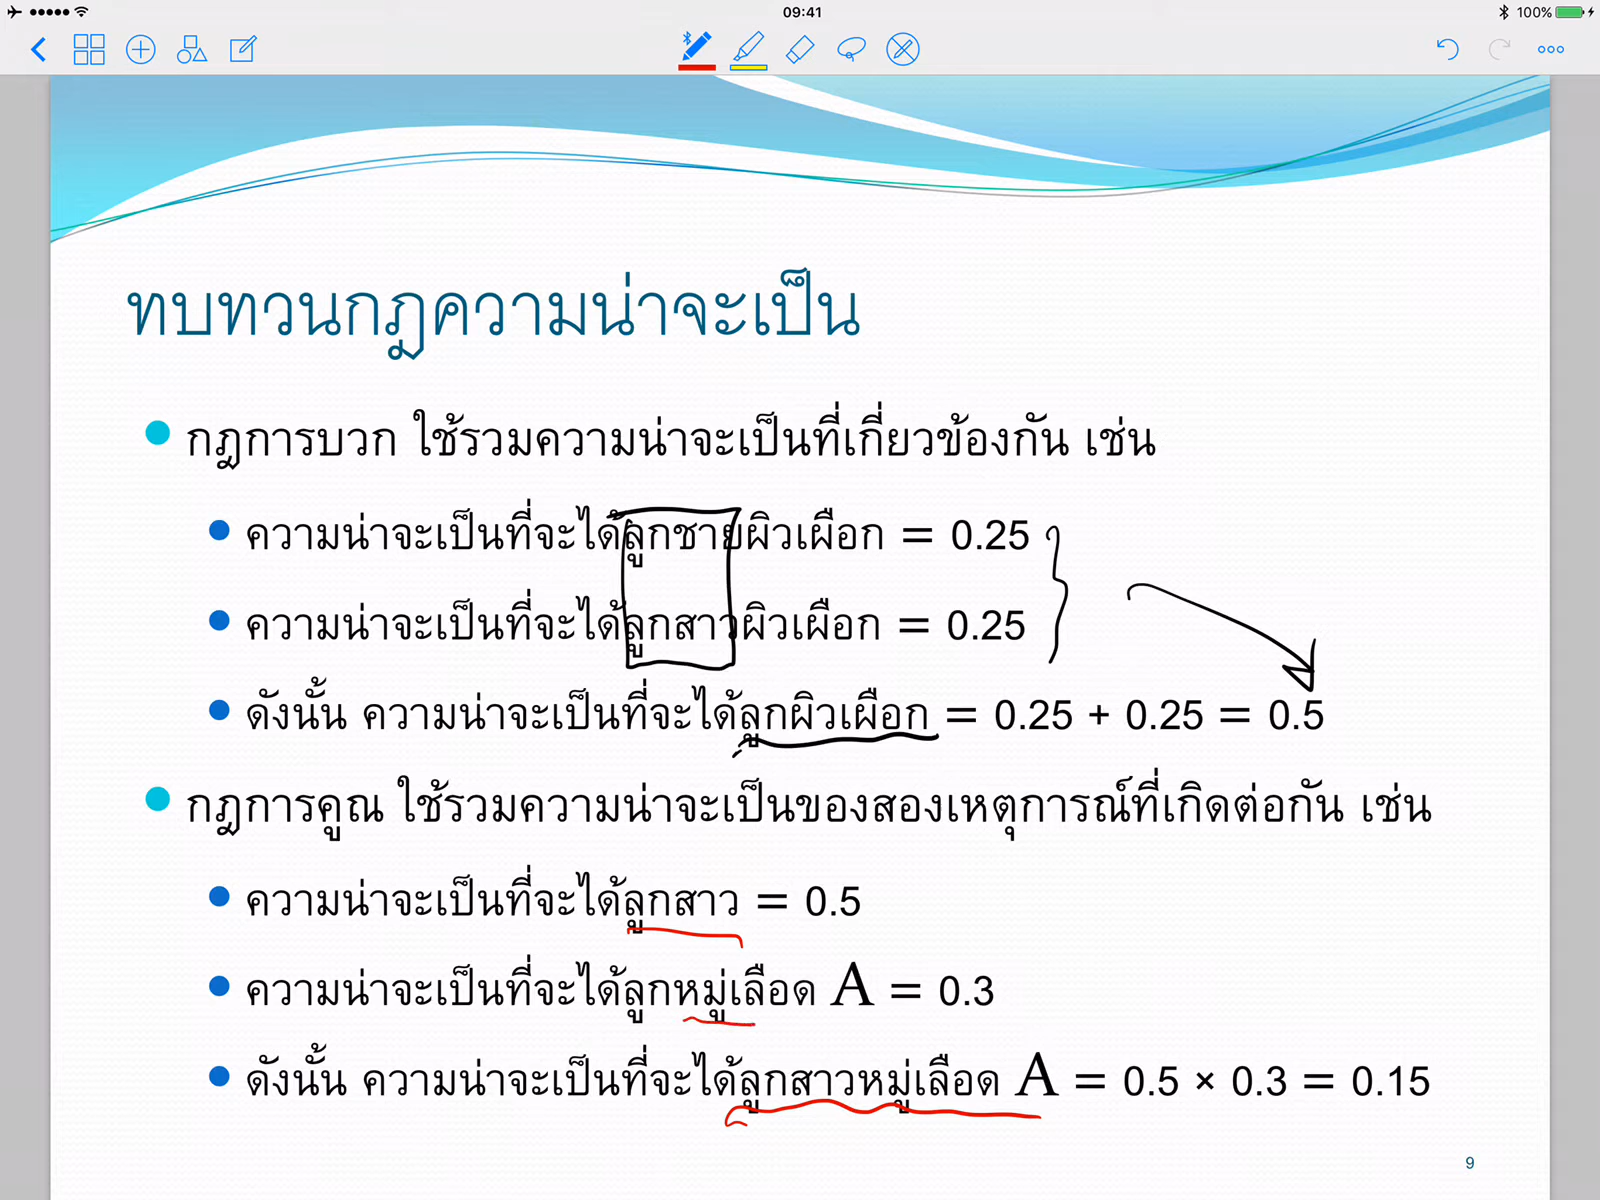 09:41
100%
ทบทวนกฎความน่าจะเป็น
กฎการบวก ใช้รวมความน่าจะเป็นที่เกี่ยวข้องกัน เช่น
ความน่าจะเป็นที่จะได้ลูกชายผิวเผือก = 0.25
ความน่าจะเป็นที่จะได้ลูกสาวผิวเผือก = 0.25
ดังนั้น ความน่าจะเป็นที่จะได้ลูกผิวเผือก = 0.25 + 0.25 = 0.5
กฎการคูณ ใช้รวมความน่าจะเป็นของสองเหตุการณ์ที่เกิดต่อกัน เช่น
ความน่าจะเป็นที่จะได้ลูกสาว = 0.5
ความน่าจะเป็นที่จะได้ลูกหมู่เลือด A = 0.3
ดังนั้น ความน่าจะเป็นที่จะได้ลูกสาวหมู่เลือด A = 0.5 × 0.3 = 0.15
9